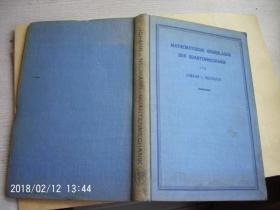 MATHEMATISCHE GRUNDLAGEN
DER QUANTENMECHANIK
VON
JOHANN v. NEUMANN
2018/02/12 13:44